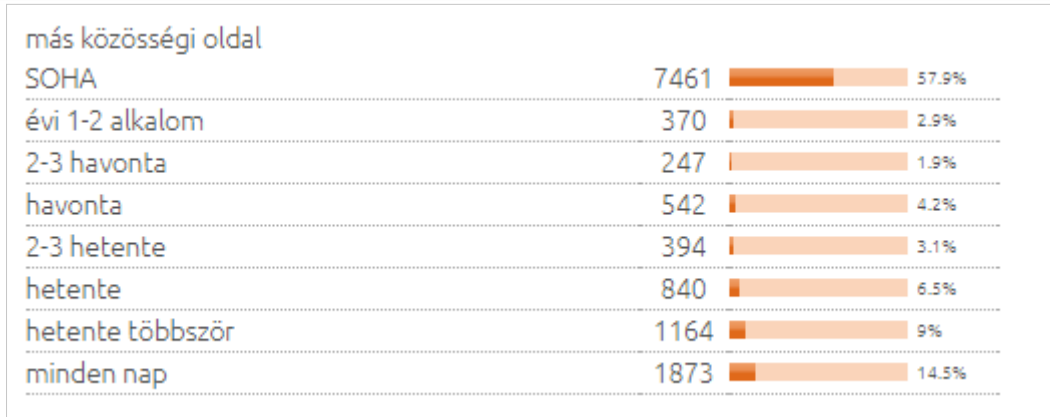 más közösségi oldal
SOHA 7461 57.9%
évi 1-2 alkalom 370 2.9%
2-3 havonta 247 1.9%
havonta 542 4.2%
2-3 hetente 394 3.1%
hetente 840 6.5%
hetente többször 1164 9%
minden nap 1873 14.5%